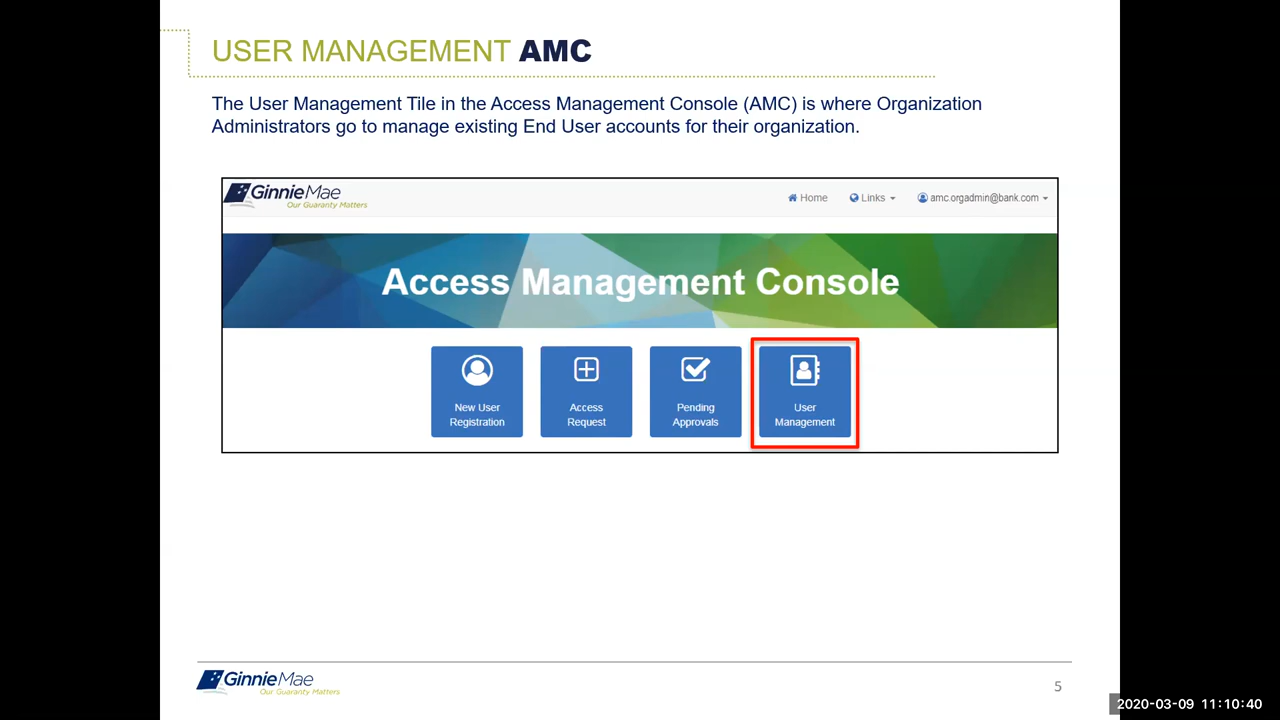 USER MANAGEMENT AMC
The User Management Tile in the Access Management Console (AMC) is where Organization
Administrators go to manage existing End User accounts for their organization.
GinnieMae
Our Guaranty Matters
Home Links amc.orgadmin@bank.com
Access Management Console
New User
Registration
Access
Request
Pending
Approvals
User
Management
GinnieMae
Our Guaranty Matters
5
2020-03-09 11:10:40